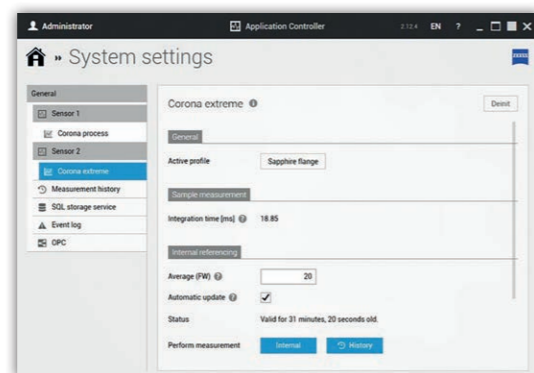 Administrator
Application Controller
2.12.4 EN ?
» System settings
ZEISS
General
Sensor 1
Corona process
Sensor 2
Corona extreme
Measurement history
SQL storage service
Event log
OPC
Corona extreme
Deinit
General
Active profile Sapphire flange
Sample measurement
Integration time [ms] 18.85
Internal referencing
Average (FW) 20
Automatic update
Status Valid for 31 minutes, 20 seconds old.
Perform measurement Internal History